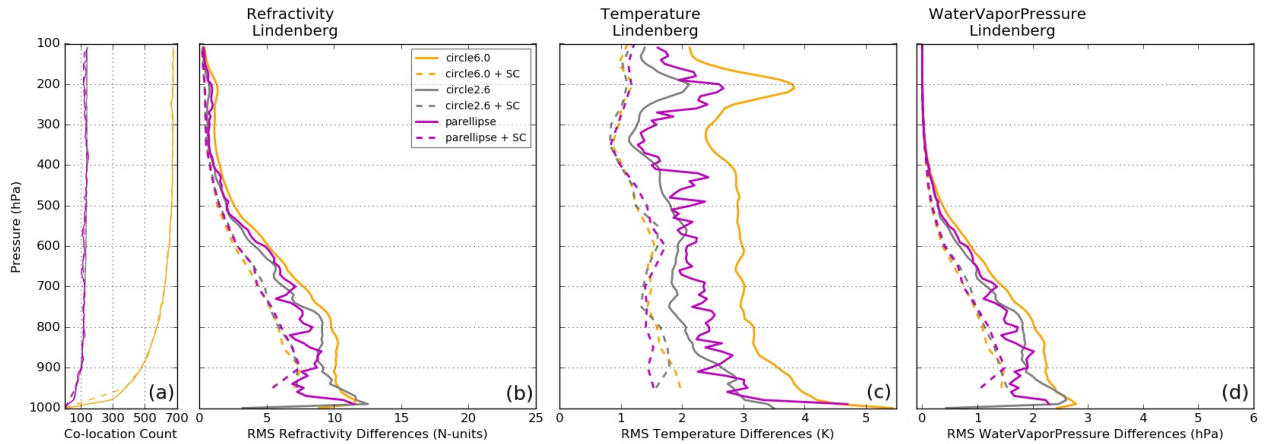 Refractivity
Lindenberg
Temperature
Lindenberg
WaterVaporPressure
Lindenberg
Pressure (hPa)
100
200
300
400
500
600
700
800
900
1000
100 300 500 700
Co-location Count
(a)
circle6.0
circle6.0 + SC
circle2.6
circle2.6 + SC
parellipse
parellipse + SC
0 5 10 15 20 25
RMS Refractivity Differences (N-units)
(b)
0 1 2 3 4 5
RMS Temperature Differences (K)
(c)
0 1 2 3 4 5 6
RMS WaterVaporPressure Differences (hPa)
(d)